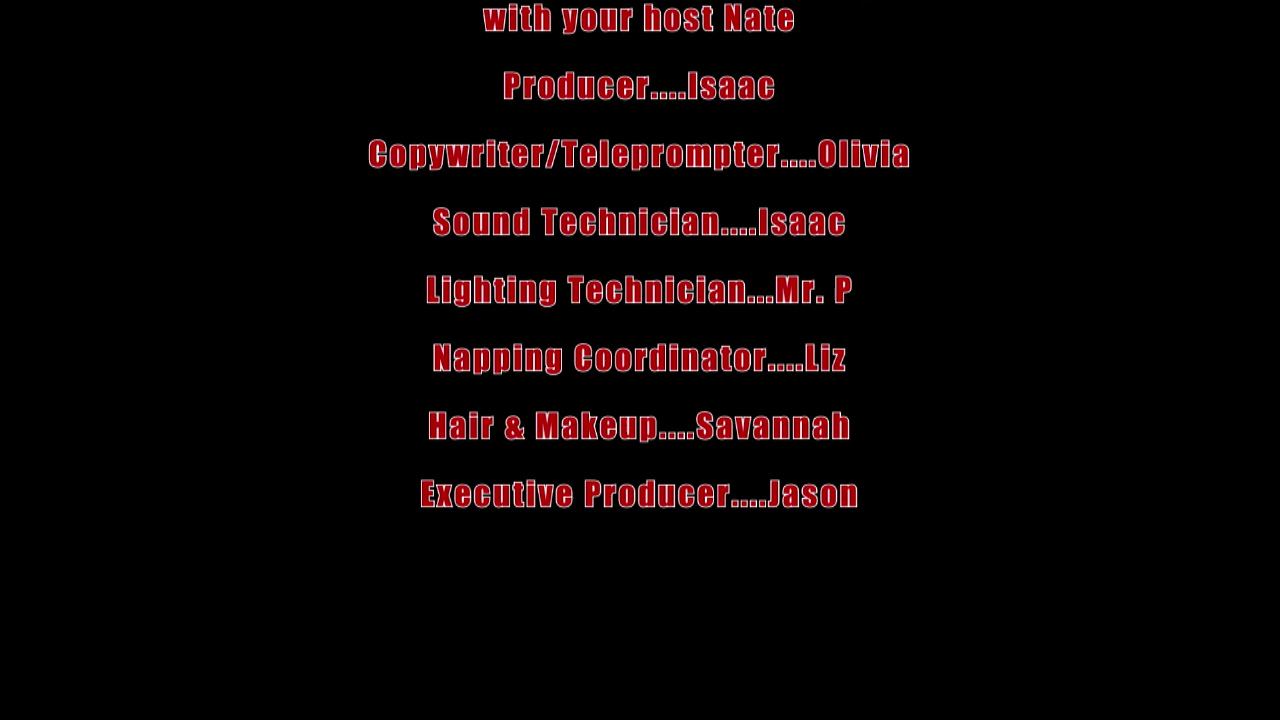 with your host Nate
Producer....Isaac
Copywriter/Teleprompter....Olivia
Sound Technician....Isaac
Lighting Technician...Mr. P
Napping Coordinator....Liz
Hair & Makeup....Savannah
Executive Producer....Jason